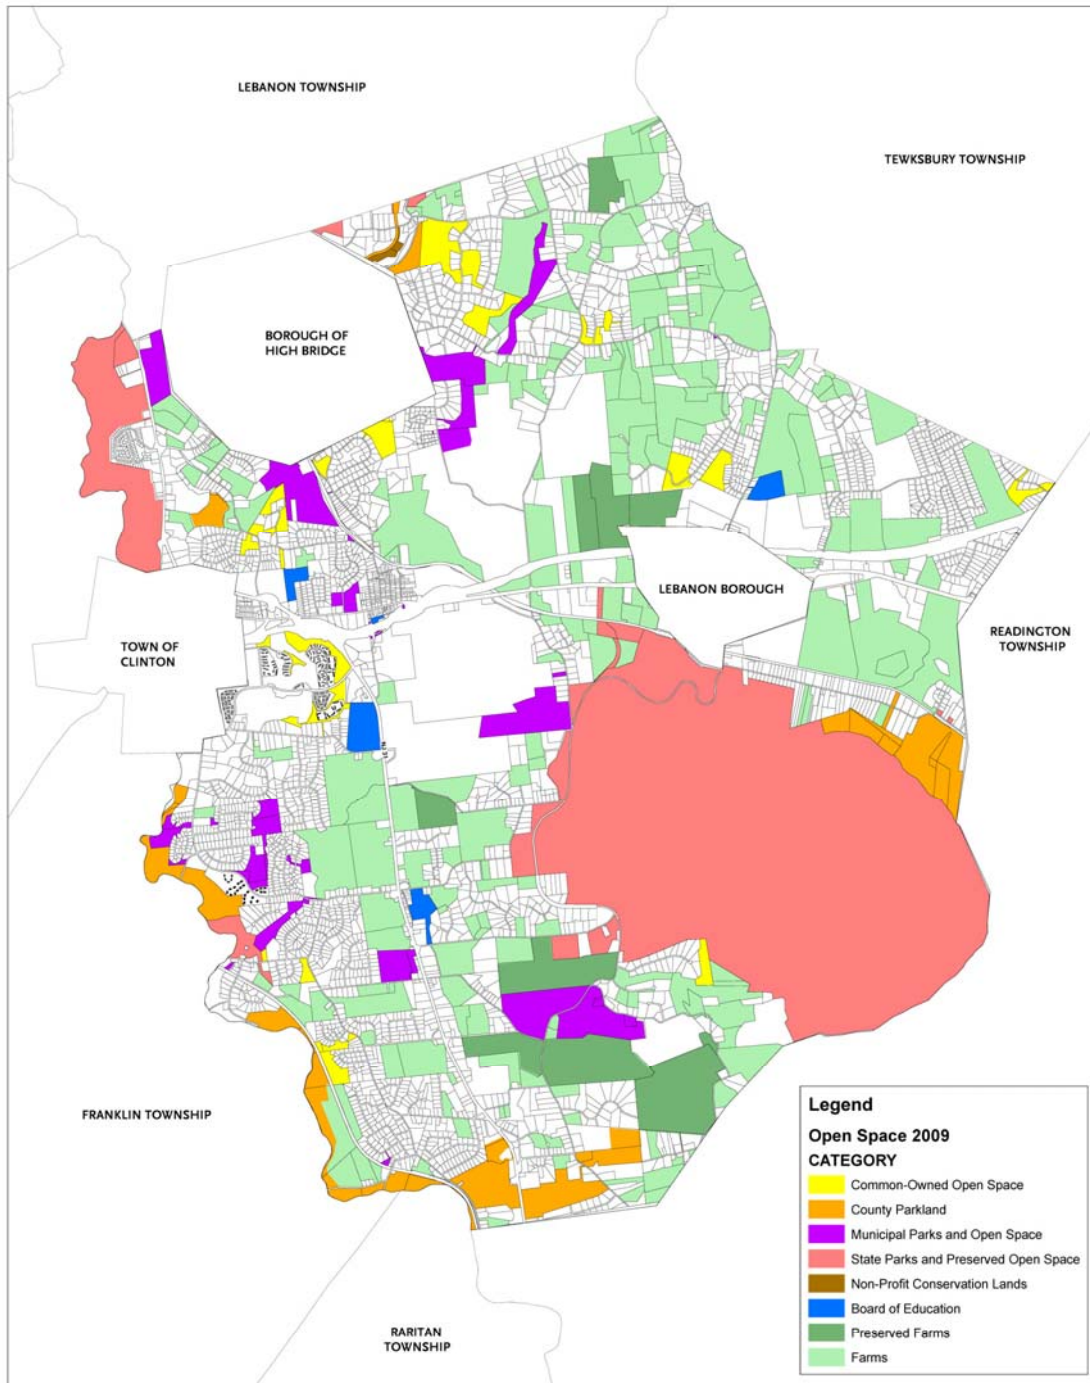 LEBANON TOWNSHIP
TEWKSBURY TOWNSHIP
BOROUGH OF
HIGH BRIDGE
LEBANON BOROUGH
TOWN OF
CLINTON
READINGTON
TOWNSHIP
NJ 31
FRANKLIN TOWNSHIP
RARITAN
TOWNSHIP
Legend
Open Space 2009
CATEGORY
Common-Owned Open Space
County Parkland
Municipal Parks and Open Space
State Parks and Preserved Open Space
Non-Profit Conservation Lands
Board of Education
Preserved Farms
Farms